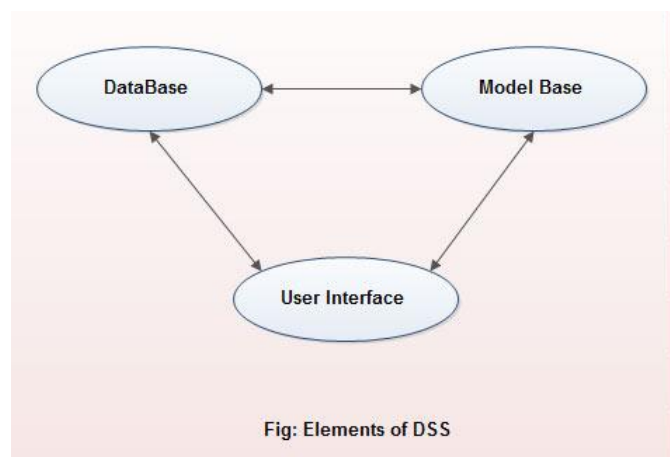 DataBase
Model Base
User Interface
Fig: Elements of DSS